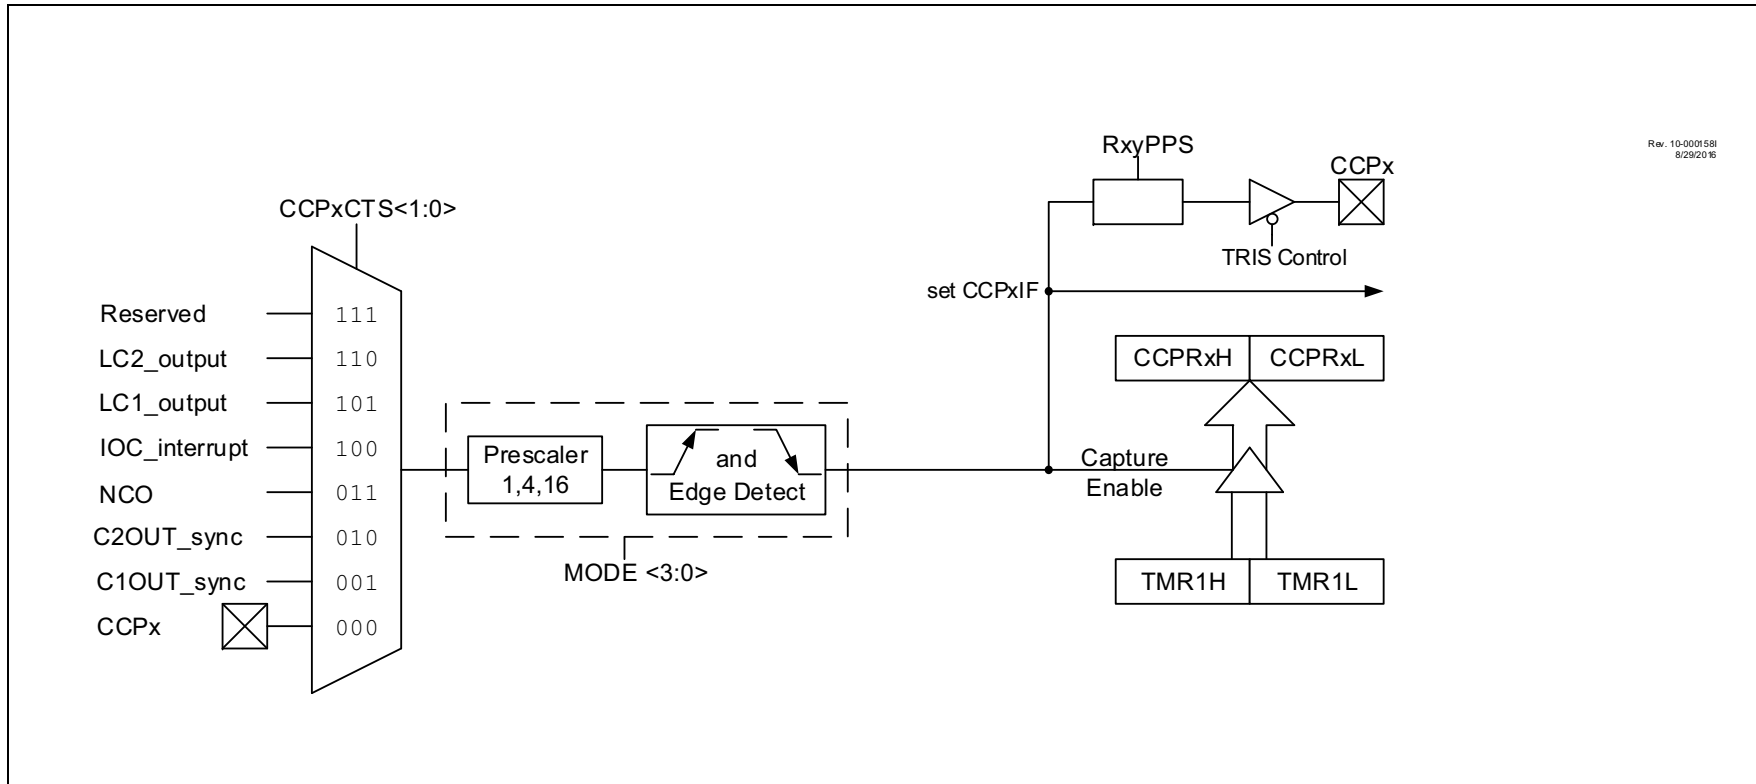 Rev. 10-000158I
8/29/2016
RxyPPS
CCPx
CCPxCTS<1:0>
TRIS Control
set CCPxIF
Reserved 111
LC2_output 110
LC1_output 101
IOC_interrupt 100
NCO 011
C2OUT_sync 010
C1OUT_sync 001
CCPx 000
Prescaler
1,4,16
and
Edge Detect
MODE <3:0>
Capture
Enable
CCPRxH CCPRxL
TMR1H TMR1L